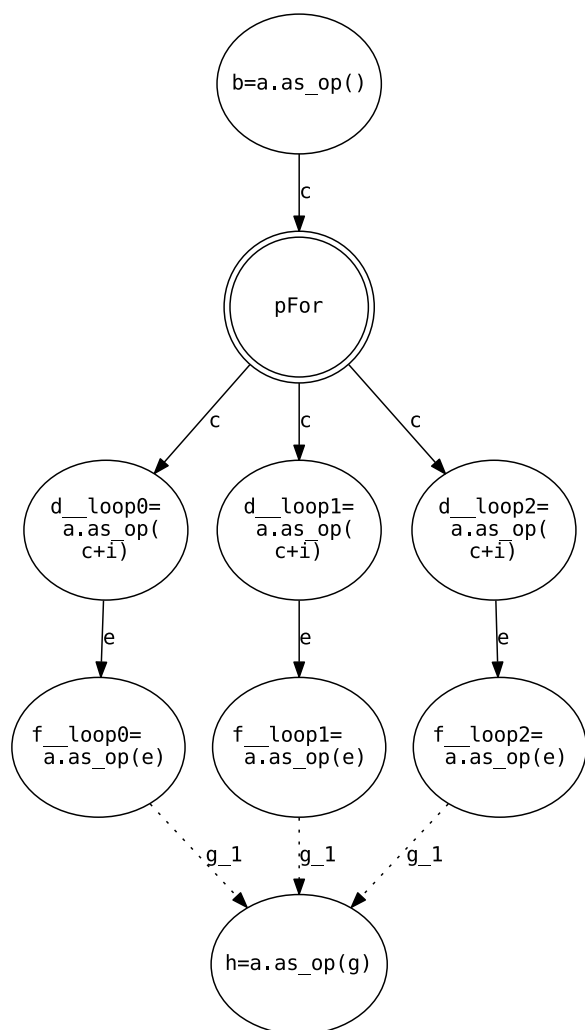 b=a.as_op()
c
pFor
c
c
c
d__loop0=
a.as_op(
c+i)
d__loop1=
a.as_op(
c+i)
d__loop2=
a.as_op(
c+i)
e
e
e
f__loop0=
a.as_op(e)
f__loop1=
a.as_op(e)
f__loop2=
a.as_op(e)
g_1
g_1
g_1
h=a.as_op(g)